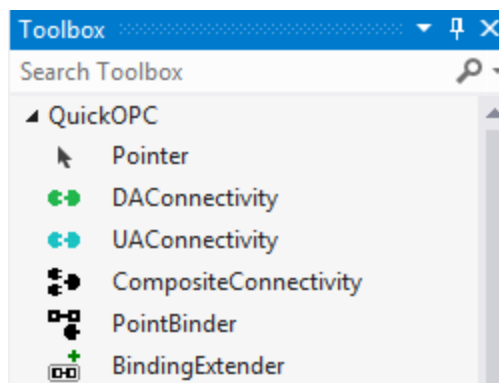 Toolbox
Search Toolbox
QuickOPC
Pointer
DAConnectivity
UAConnectivity
CompositeConnectivity
PointBinder
BindingExtender